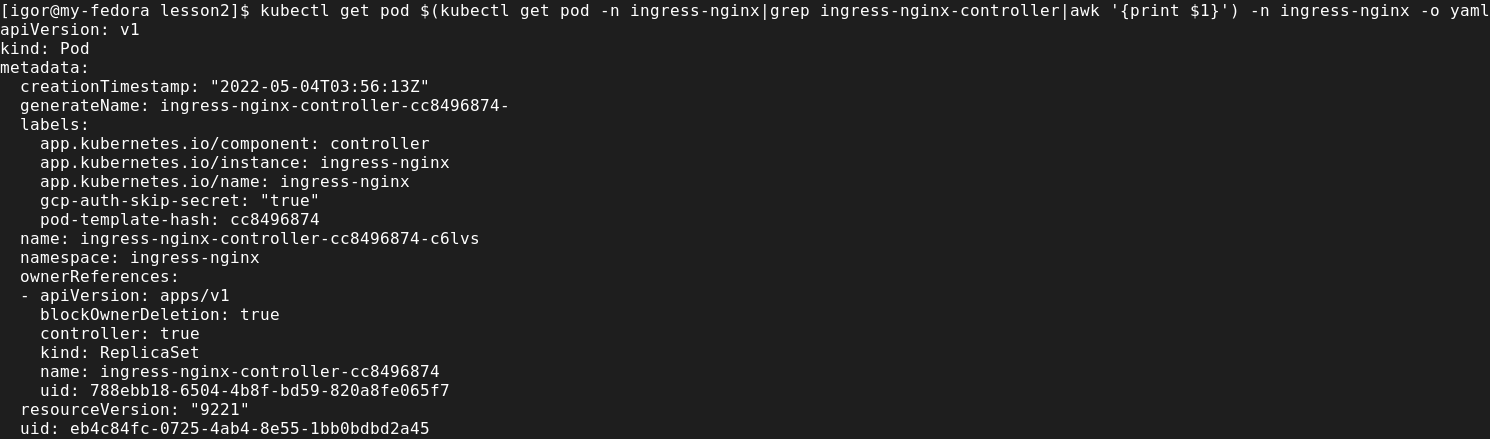 [igor@my-fedora lesson2]$ kubectl get pod $(kubectl get pod -n ingress-nginx|grep ingress-nginx-controller|awk '{print $1}') -n ingress-nginx -o yaml
apiVersion: v1
kind: Pod
metadata:
  creationTimestamp: "2022-05-04T03:56:13Z"
  generateName: ingress-nginx-controller-cc8496874-
  labels:
    app.kubernetes.io/component: controller
    app.kubernetes.io/instance: ingress-nginx
    app.kubernetes.io/name: ingress-nginx
    gcp-auth-skip-secret: "true"
    pod-template-hash: cc8496874
  name: ingress-nginx-controller-cc8496874-c6lvs
  namespace: ingress-nginx
  ownerReferences:
  - apiVersion: apps/v1
    blockOwnerDeletion: true
    controller: true
    kind: ReplicaSet
    name: ingress-nginx-controller-cc8496874
    uid: 788ebb18-6504-4b8f-bd59-820a8fe065f7
  resourceVersion: "9221"
  uid: eb4c84fc-0725-4ab4-8e55-1bb0bdbd2a45